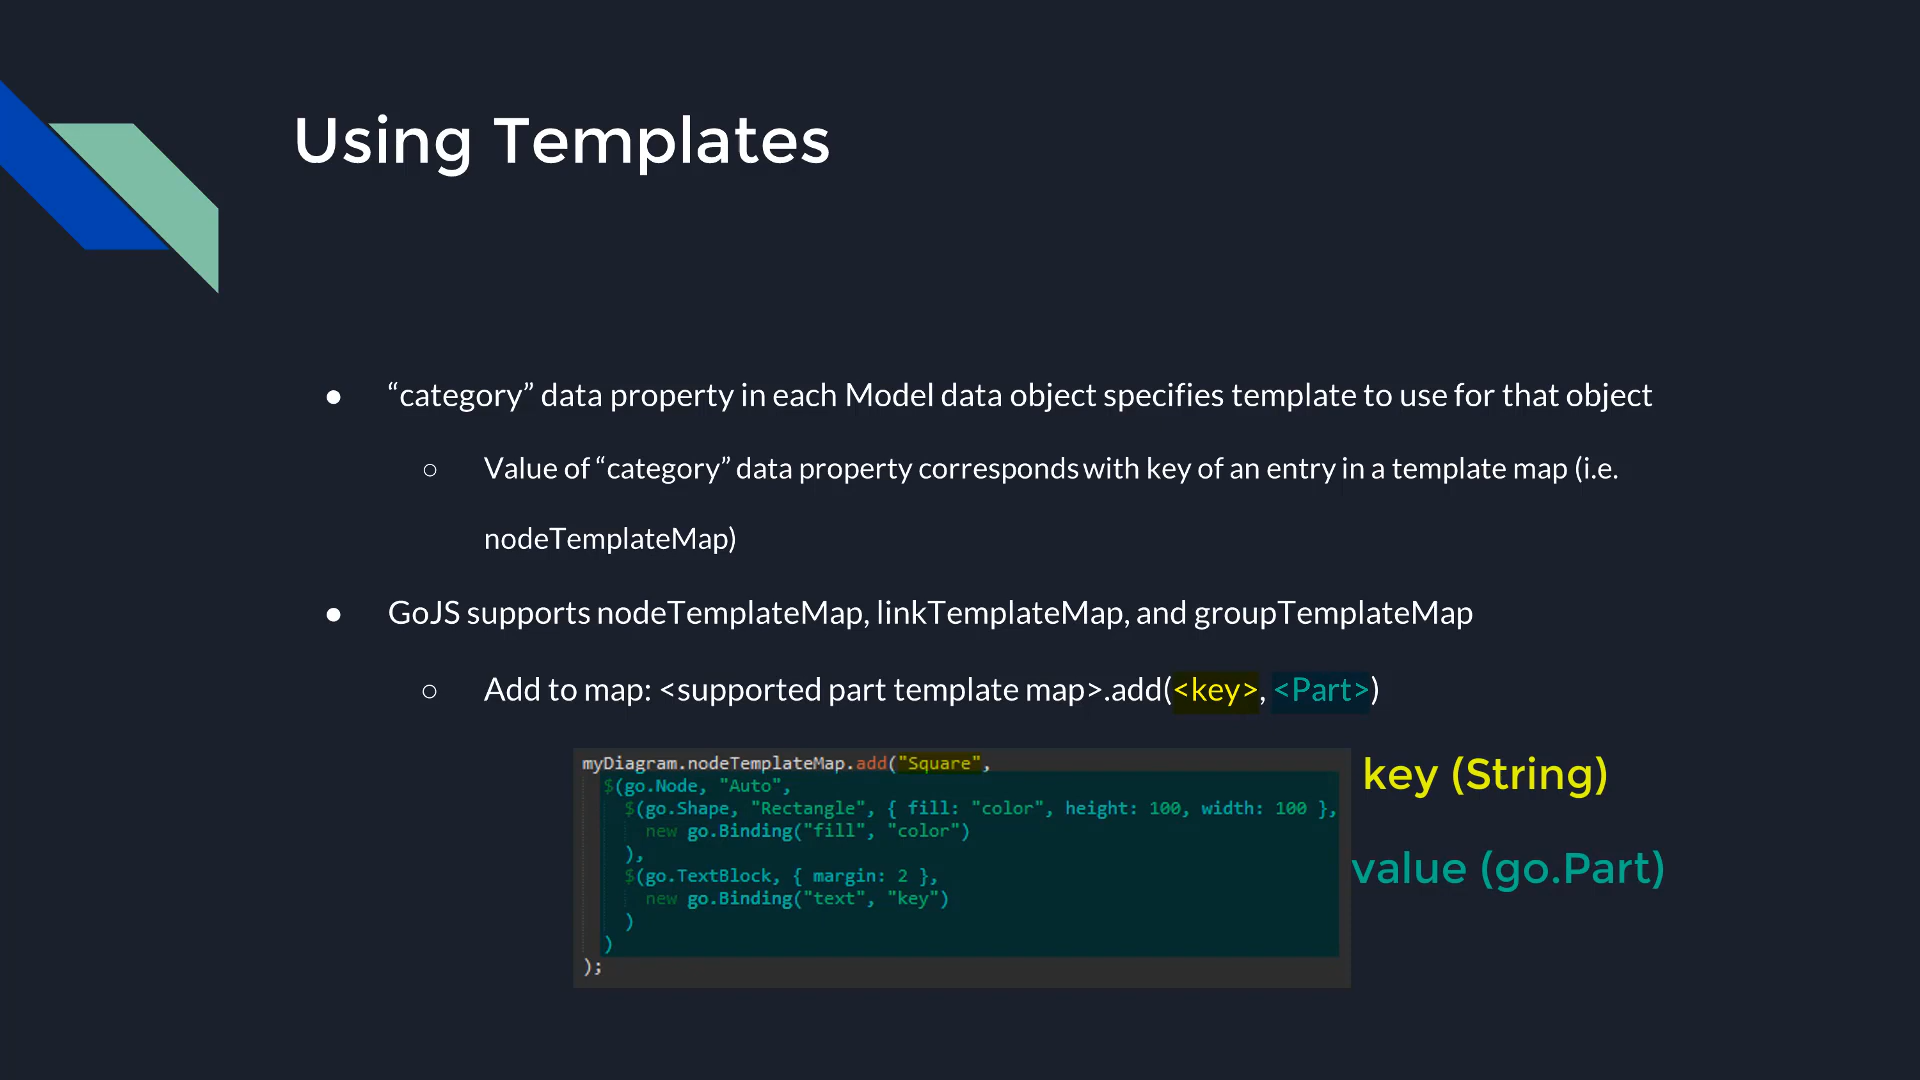 Using Templates
● “category” data property in each Model data object specifies template to use for that object
○ Value of “category” data property corresponds with key of an entry in a template map (i.e.
nodeTemplateMap)
● GoJS supports nodeTemplateMap, linkTemplateMap, and groupTemplateMap
○ Add to map: <supported part template map>.add(<key>, <Part>)
myDiagram.nodeTemplateMap.add("Square",
$(go.Node, "Auto",
$(go.Shape, "Rectangle", { fill: "color", height: 100, width: 100 },
new go.Binding("fill", "color")
),
$(go.TextBlock, { margin: 2 },
new go.Binding("text", "key")
)
)
);
key (String)
value (go.Part)